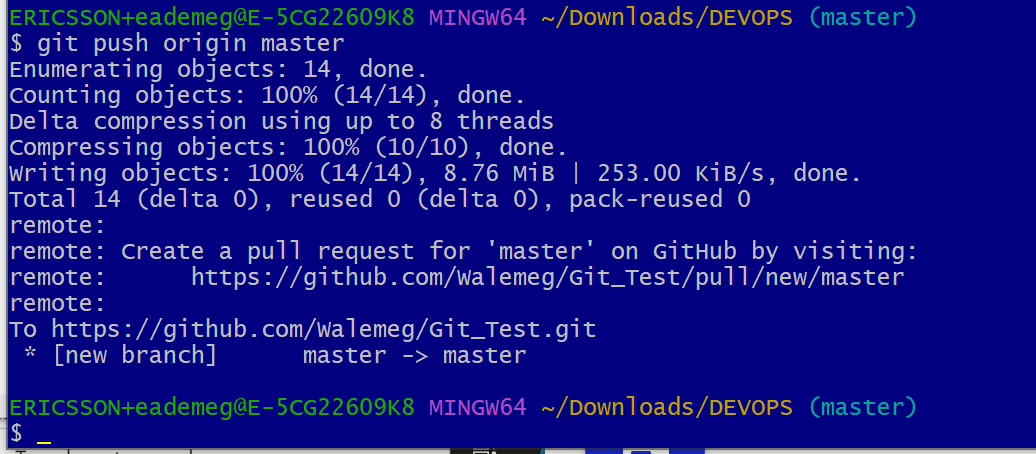 ERICSSON+eademeg@E-5CG22609K8 MINGW64 ~/Downloads/DEVOPS (master)
$ git push origin master
Enumerating objects: 14, done.
Counting objects: 100% (14/14), done.
Delta compression using up to 8 threads
Compressing objects: 100% (10/10), done.
Writing objects: 100% (14/14), 8.76 MiB | 253.00 KiB/s, done.
Total 14 (delta 0), reused 0 (delta 0), pack-reused 0
remote:
remote: Create a pull request for 'master' on GitHub by visiting:
remote:      https://github.com/Walemeg/Git_Test/pull/new/master
remote:
To https://github.com/Walemeg/Git_Test.git
 * [new branch]      master -> master
ERICSSON+eademeg@E-5CG22609K8 MINGW64 ~/Downloads/DEVOPS (master)
$